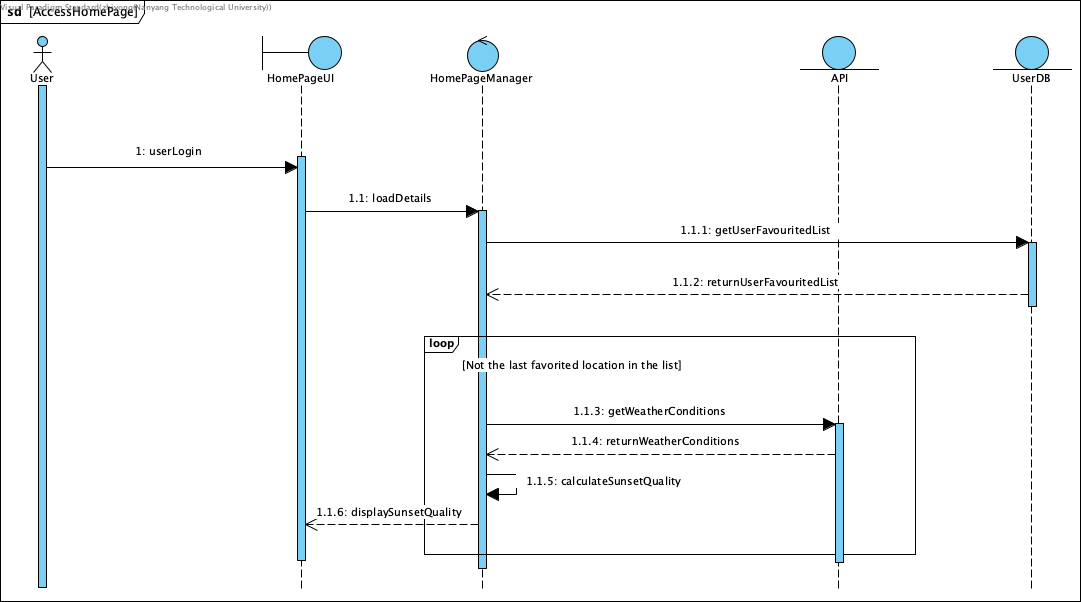 Visual Paradigm Standard(zhiyong(Nanyang Technological University))
sd [AccessHomePage]
User
HomePageUI
HomePageManager
API
UserDB
1: userLogin
1.1: loadDetails
1.1.1: getUserFavouritedList
1.1.2: returnUserFavouritedList
loop
[Not the last favorited location in the list]
1.1.3: getWeatherConditions
1.1.4: returnWeatherConditions
1.1.5: calculateSunsetQuality
1.1.6: displaySunsetQuality